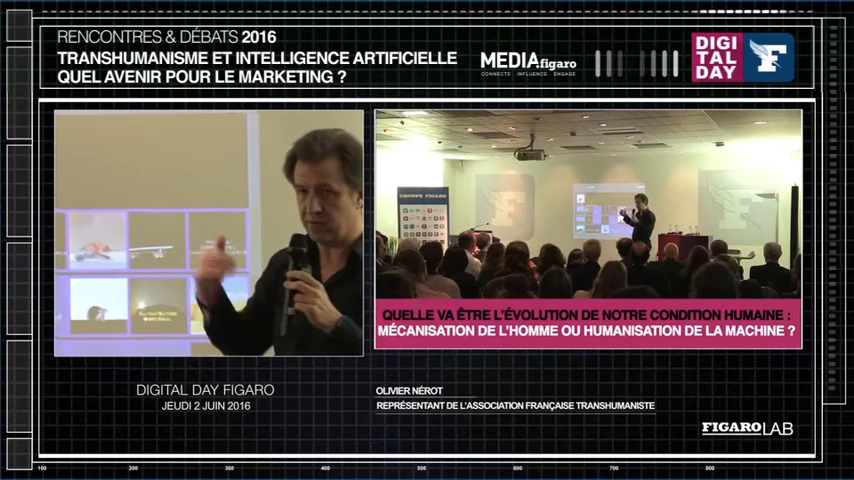 RENCONTRES & DÉBATS 2016
TRANSHUMANISME ET INTELLIGENCE ARTIFICIELLE
QUEL AVENIR POUR LE MARKETING ?
MEDIAfigaro
CONNECTE . INFLUENCE . ENGAGE
DIGI
TAL
DAY
F
GROUPE FIGARO
QUELLE VA ÊTRE L'ÉVOLUTION DE NOTRE CONDITION HUMAINE :
MÉCANISATION DE L'HOMME OU HUMANISATION DE LA MACHINE ?
DIGITAL DAY FIGARO
JEUDI 2 JUIN 2016
OLIVIER NÉROT
REPRÉSENTANT DE L'ASSOCIATION FRANÇAISE TRANSHUMANISTE
FIGAROLAB
100 200 300 400 500 600 700 800